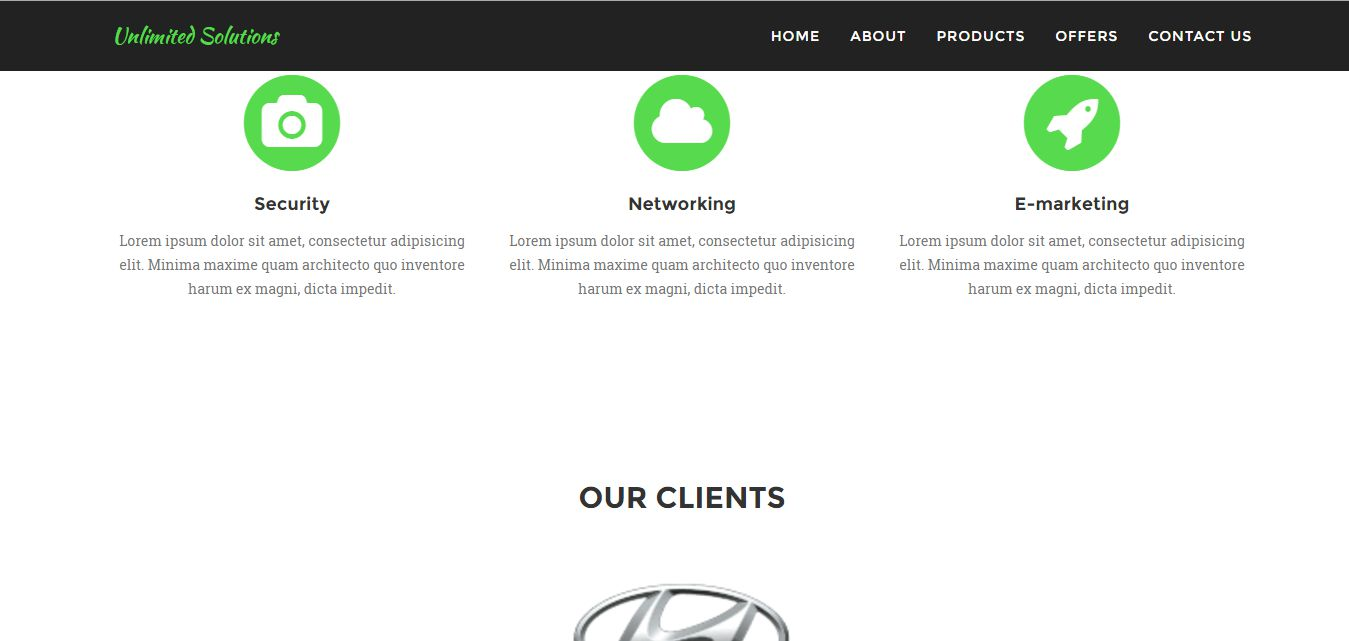 Unlimited Solutions
HOME ABOUT PRODUCTS OFFERS CONTACT US
Security
Lorem ipsum dolor sit amet, consectetur adipisicing
elit. Minima maxime quam architecto quo inventore
harum ex magni, dicta impedit.
Networking
Lorem ipsum dolor sit amet, consectetur adipisicing
elit. Minima maxime quam architecto quo inventore
harum ex magni, dicta impedit.
E-marketing
Lorem ipsum dolor sit amet, consectetur adipisicing
elit. Minima maxime quam architecto quo inventore
harum ex magni, dicta impedit.
OUR CLIENTS